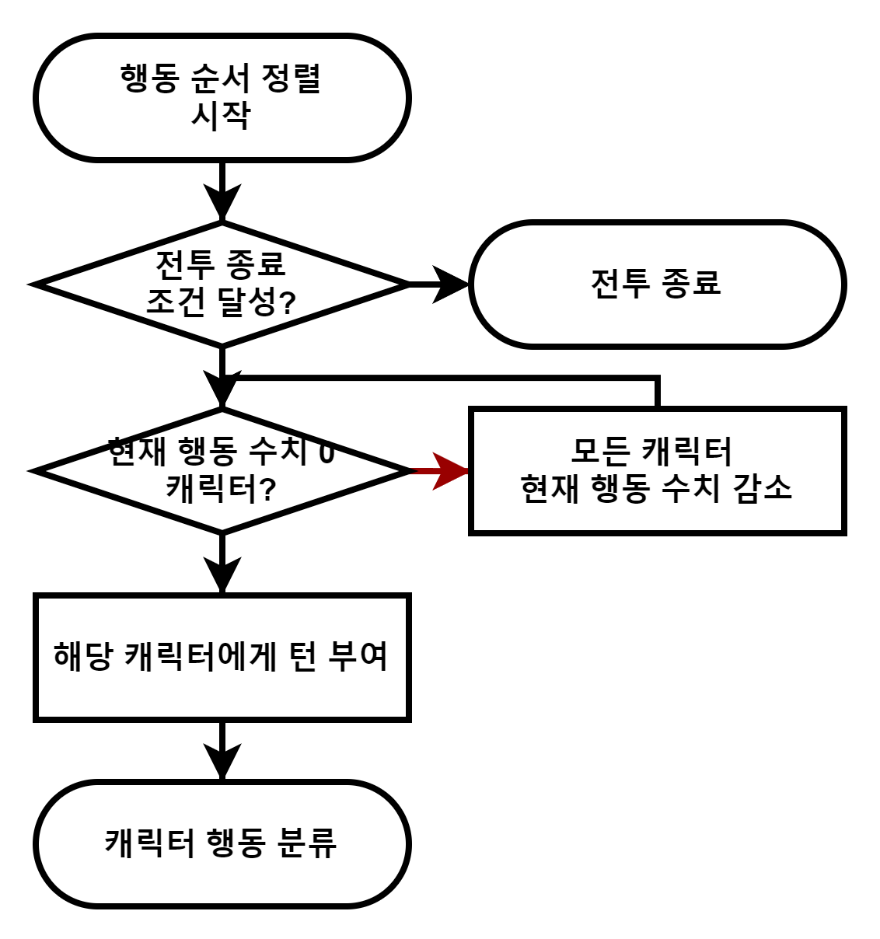 행동 순서 정렬
시작
전투 종료
조건 달성?
전투 종료
현재 행동 수치 0
캐릭터?
모든 캐릭터
현재 행동 수치 감소
해당 캐릭터에게 턴 부여
캐릭터 행동 분류